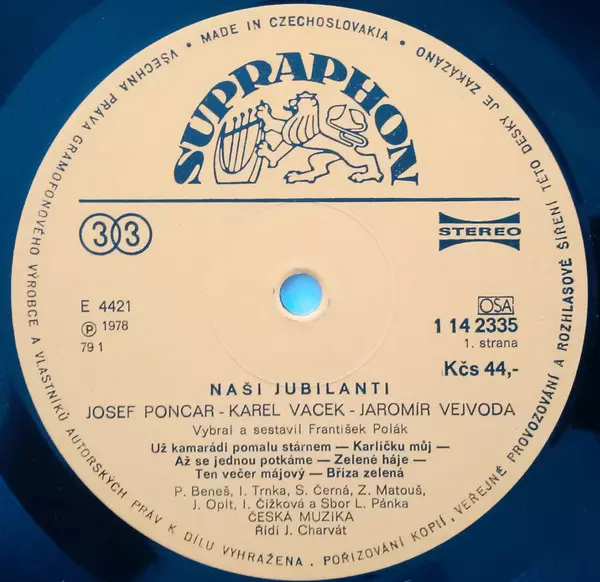 VŠECHNA PRÁVA GRAMOFONOVÉHO VÝROBCE A VLASTNÍKŮ AUTORSKÝCH PRÁV K DÍLU VYHRAŽENA. POŘIZOVÁNÍ KOPIÍ, VEŘEJNÉ PROVOZOVÁNÍ A ROZHLASOVÉ ŠÍŘENÍ TÉTO DESKY JE ZAKÁZÁNO • MADE IN CZECHOSLOVAKIA •
SUPRAPHON
33
STEREO
E 4421
Ⓟ 1978
79 1
OSA
1 14 2335
1. strana
Kčs 44,-
NAŠI JUBILANTI
JOSEF PONCAR - KAREL VACEK - JAROMÍR VEJVODA
Vybral a sestavil František Polák
Už kamarádi pomalu stárnem — Karlíčku můj —
Až se jednou potkáme — Zelené háje —
Ten večer májový — Bříza zelená
P. Beneš, I. Trnka, S. Černá, Z. Matouš,
J. Opit, I. Čížková a Sbor L. Pánka
ČESKÁ MUZIKA
Řídí J. Charvát